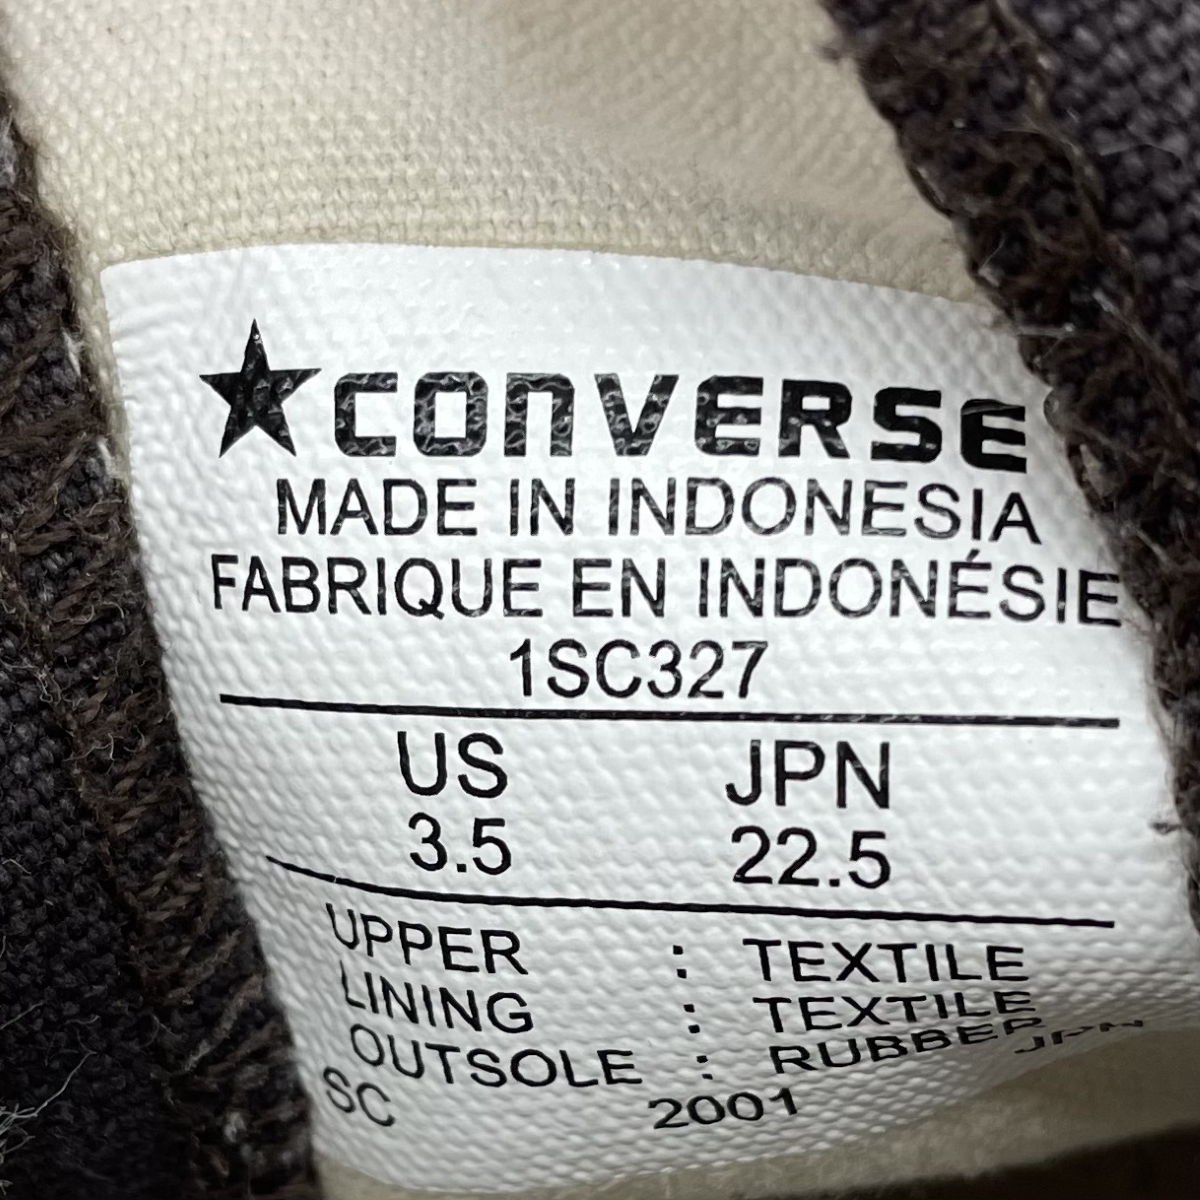 CONVERSE
MADE IN INDONESIA
FABRIQUE EN INDONÉSIE
1SC327
US JPN
3.5 22.5
UPPER : TEXTILE
LINING : TEXTILE
OUTSOLE : RUBBER
SC 2001 JPN